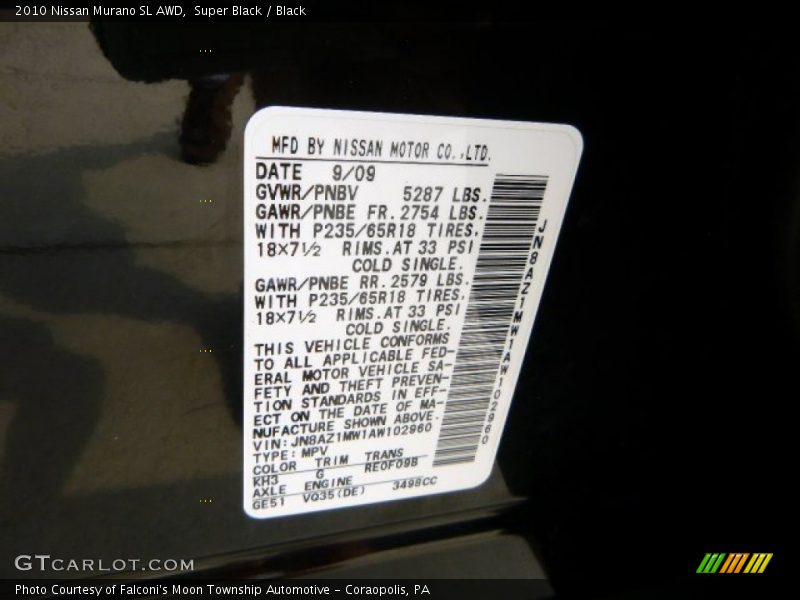 2010 Nissan Murano SL AWD,  Super Black / Black
MFD BY NISSAN MOTOR CO.,LTD.
DATE 9/09
GVWR/PNBV 5287 LBS.
GAWR/PNBE FR. 2754 LBS.
WITH P235/65R18 TIRES.
18×7½ RIMS.AT 33 PSI
COLD SINGLE.
GAWR/PNBE RR. 2579 LBS.
WITH P235/65R18 TIRES.
18×7½ RIMS.AT 33 PSI
COLD SINGLE.
THIS VEHICLE CONFORMS
TO ALL APPLICABLE FED-
ERAL MOTOR VEHICLE SA-
FETY AND THEFT PREVEN-
TION STANDARDS IN EFF-
ECT ON THE DATE OF MA-
NUFACTURE SHOWN ABOVE.
VIN: JN8AZ1MW1AW102960
TYPE: MPV
COLOR TRIM TRANS
KH3 G RE0F09B
AXLE ENGINE
GE51 VQ35(DE) 3498CC
JN8AZ1MW1AW102960
GTCARLOT.COM
Photo Courtesy of Falconi's Moon Township Automotive - Coraopolis, PA